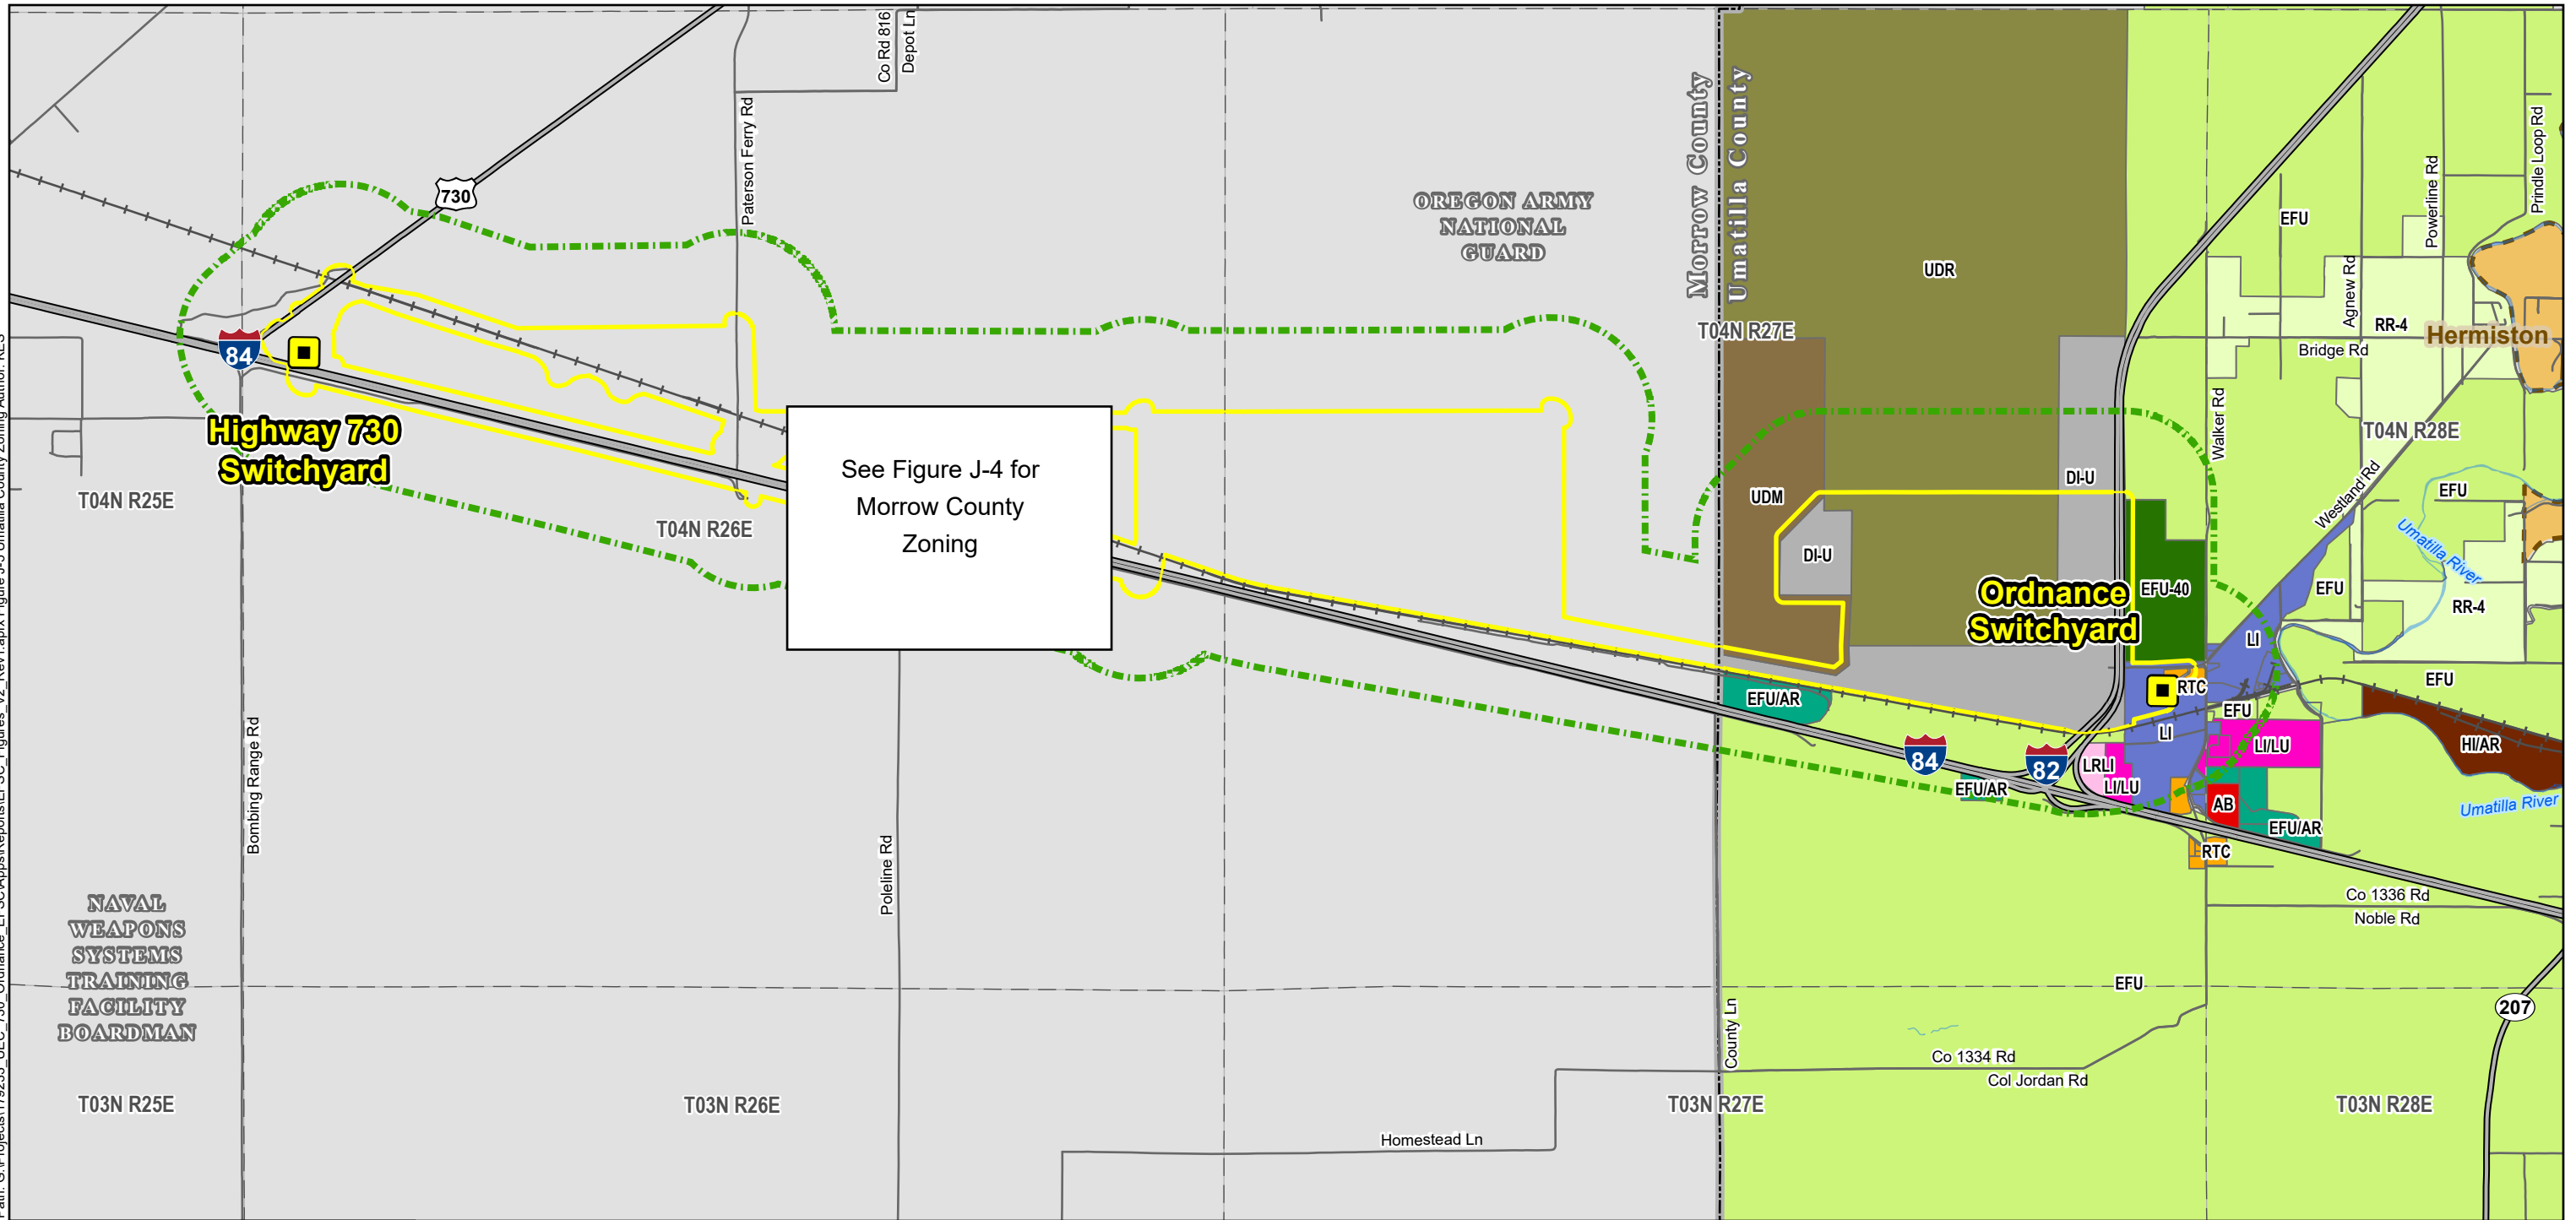 Co Rd 816
Depot Ln
730
Paterson Ferry Rd
OREGON ARMY
NATIONAL
GUARD
Morrow County
Umatilla County
UDR
EFU
Powerline Rd
Prindle Loop Rd
Agnew Rd
RR-4
Hermiston
Bridge Rd
T04N R27E
84
Highway 730
Switchyard
T04N R25E
T04N R26E
See Figure J-4 for
Morrow County
Zoning
UDM
DI-U
DI-U
Walker Rd
T04N R28E
Westland Rd
EFU
Umatilla River
EFU-40
EFU
RR-4
Ordnance
Switchyard
LI
RTC
EFU
EFU
EFU/AR
LI
LI/LU
HI/AR
84
82
LRLI
LI/LU
EFU/AR
AB
EFU/AR
Umatilla River
RTC
Bombing Range Rd
Poleline Rd
NAVAL
WEAPONS
SYSTEMS
TRAINING
FACILITY
BOARDMAN
Co 1336 Rd
Noble Rd
EFU
207
County Ln
Co 1334 Rd
Col Jordan Rd
T03N R25E
T03N R26E
T03N R27E
T03N R28E
Homestead Ln